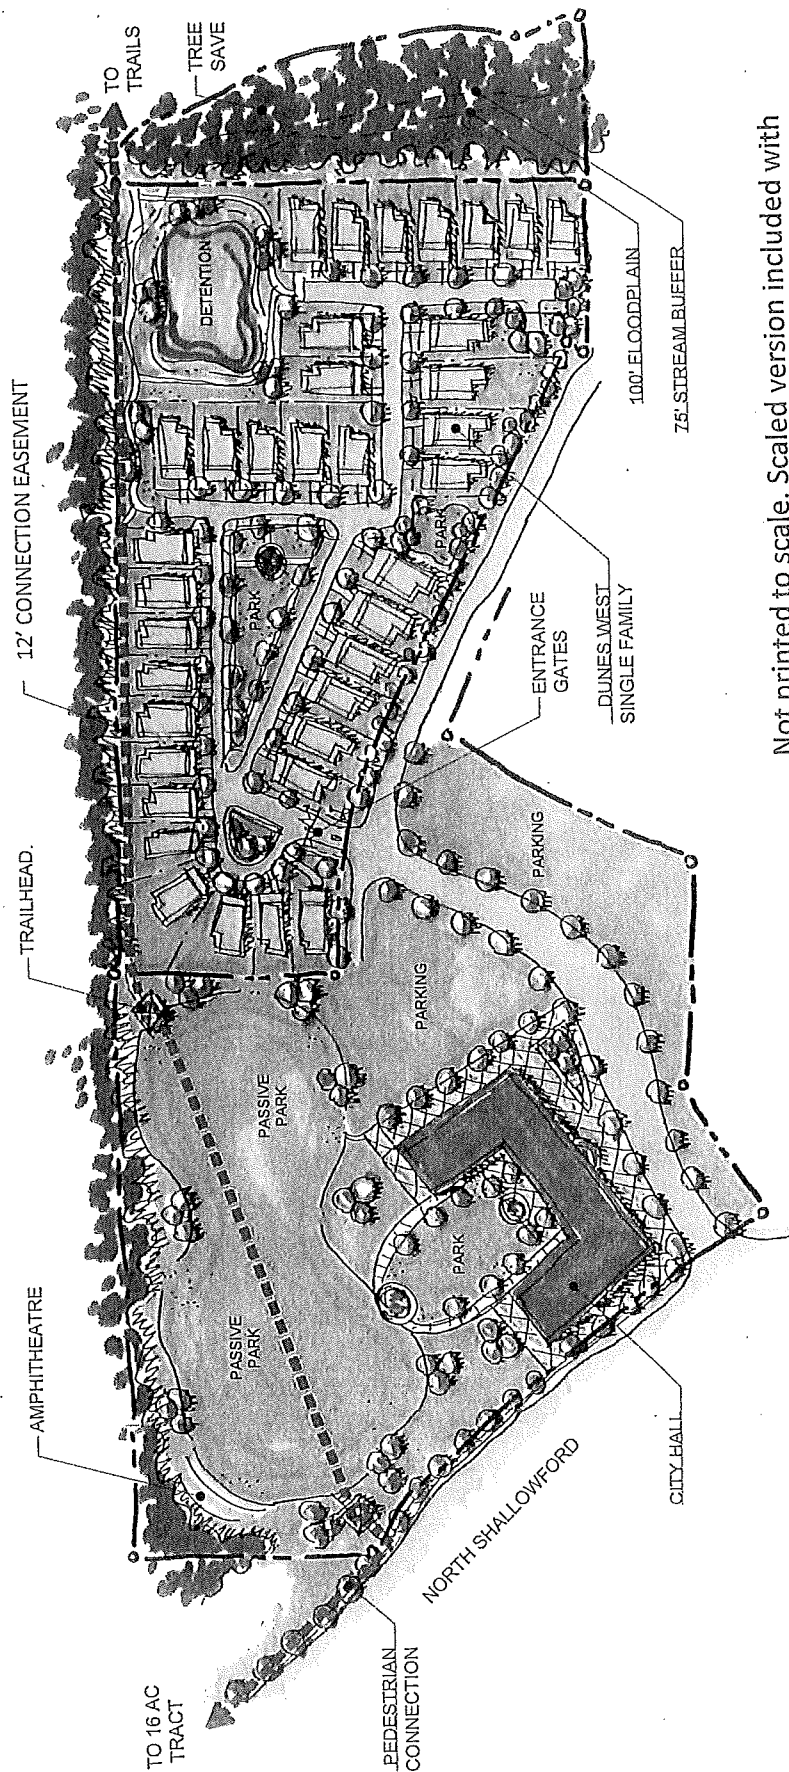 TO
TRAILS
TREE
SAVE
12' CONNECTION EASEMENT
TRAILHEAD.
AMPHITHEATRE
TO 16 AC
TRACT
PEDESTRIAN
CONNECTION
NORTH SHALLOWFORD
CITY HALL
PASSIVE
PARK
PASSIVE
PARK
PARK
PARKING
PARKING
PARK
PARK
DETENTION
ENTRANCE
GATES
DUNES WEST
SINGLE FAMILY
100' FLOODPLAIN
75' STREAM BUFFER
Not printed to scale. Scaled version included with